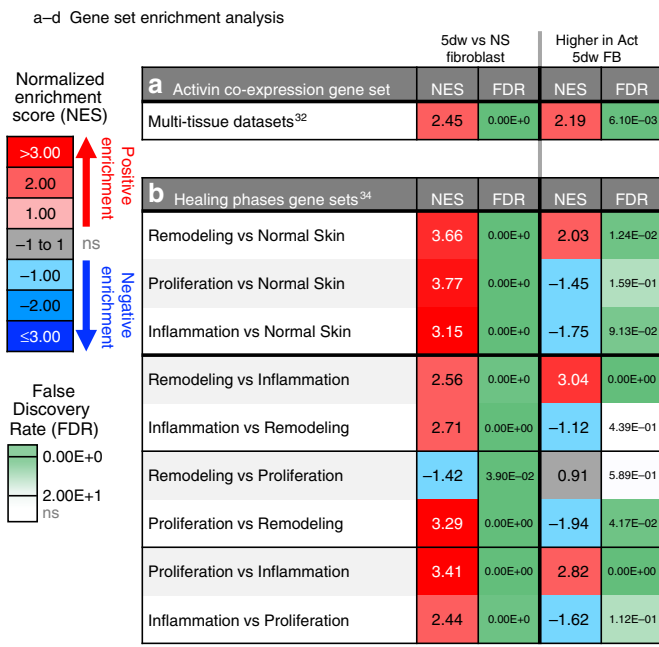 a–d Gene set enrichment analysis
5dw vs NS fibroblast
Higher in Act 5dw FB
Normalized
enrichment
score (NES)
>3.00
2.00
1.00
−1 to 1 ns
−1.00
−2.00
≤3.00
Positive
enrichment
Negative
enrichment
False
Discovery
Rate (FDR)
0.00E+0
2.00E+1
ns
a Activin co-expression gene set NES FDR NES FDR
Multi-tissue datasets32 2.45 0.00E+0 2.19 6.10E−03
b Healing phases gene sets34 NES FDR NES FDR
Remodeling vs Normal Skin 3.66 0.00E+0 2.03 1.24E−02
Proliferation vs Normal Skin 3.77 0.00E+0 −1.45 1.59E−01
Inflammation vs Normal Skin 3.15 0.00E+0 −1.75 9.13E−02
Remodeling vs Inflammation 2.56 0.00E+0 3.04 0.00E+00
Inflammation vs Remodeling 2.71 0.00E+00 −1.12 4.39E−01
Remodeling vs Proliferation −1.42 3.90E−02 0.91 5.89E−01
Proliferation vs Remodeling 3.29 0.00E+00 −1.94 4.17E−02
Proliferation vs Inflammation 3.41 0.00E+00 2.82 0.00E+00
Inflammation vs Proliferation 2.44 0.00E+0 −1.62 1.12E−01